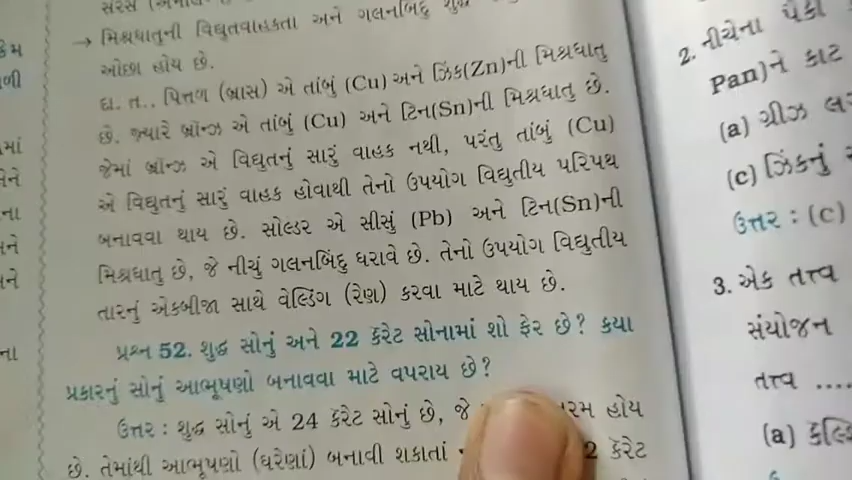 → મિશ્રધાતુની વિદ્યુતવાહકતા અને ગલનબિંદુ
ઓછા હોય છે.
દા. ત., પિત્તળ (બ્રાસ) એ તાંબું (Cu) અને ઝિંક(Zn)ની મિશ્રધાતુ
છે. જ્યારે બ્રૉન્ઝ એ તાંબું (Cu) અને ટિન(Sn)ની મિશ્રધાતુ છે.
જેમાં બ્રૉન્ઝ એ વિદ્યુતનું સારું વાહક નથી, પરંતુ તાંબું (Cu)
એ વિદ્યુતનું સારું વાહક હોવાથી તેનો ઉપયોગ વિદ્યુતીય પરિપથ
બનાવવા થાય છે. સોલ્ડર એ સીસું (Pb) અને ટિન(Sn)ની
મિશ્રધાતુ છે, જે નીચું ગલનબિંદુ ધરાવે છે. તેનો ઉપયોગ વિદ્યુતીય
તારનું એકબીજા સાથે વેલ્ડિંગ (રેણ) કરવા માટે થાય છે.
પ્રશ્ન 52. શુદ્ધ સોનું અને 22 કૅરેટ સોનામાં શો ફેર છે? કયા
પ્રકારનું સોનું આભૂષણો બનાવવા માટે વપરાય છે?
ઉત્તર : શુદ્ધ સોનું એ 24 કૅરેટ સોનું છે, જે હોય
છે. તેમાંથી આભૂષણો (ઘરેણાં) બનાવી શકાતાં કૅરેટ
2. નીચેના પૈકી
Pan)ને કાટ
(a) ગ્રીઝ
(c) ઝિંકનું
ઉત્તર : (C)
3. એક તત્ત્વ
સંયોજન
તત્ત્વ ....
(a)